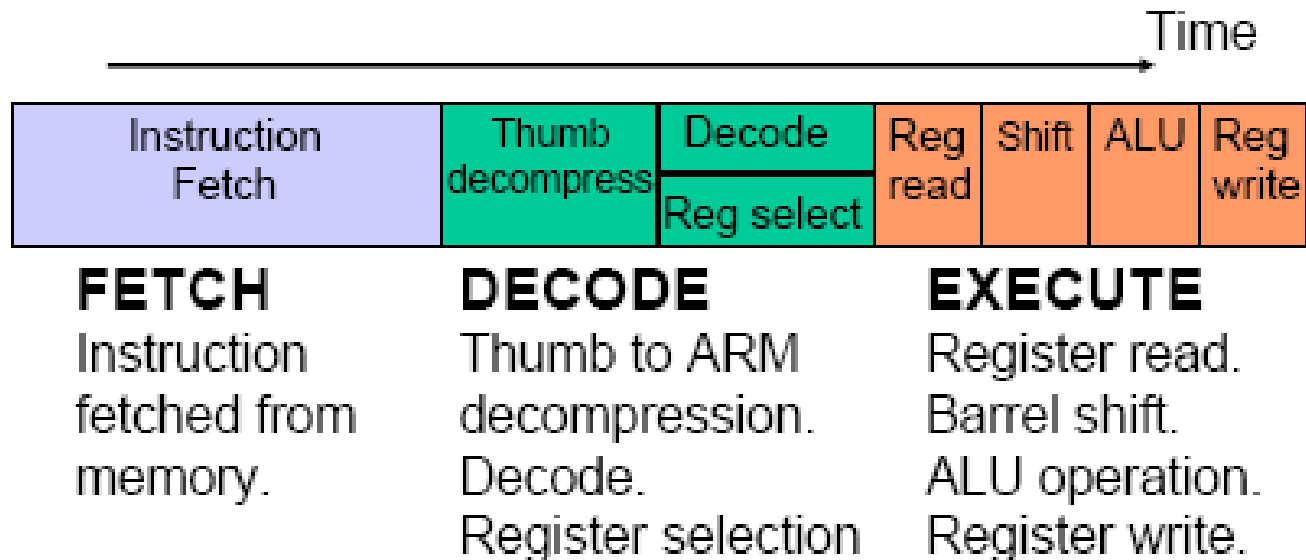 Time
Instruction
Fetch
Thumb
decompress
Decode
Reg select
Reg
read
Shift
ALU
Reg
write
FETCH
Instruction
fetched from
memory.
DECODE
Thumb to ARM
decompression.
Decode.
Register selection
EXECUTE
Register read.
Barrel shift.
ALU operation.
Register write.